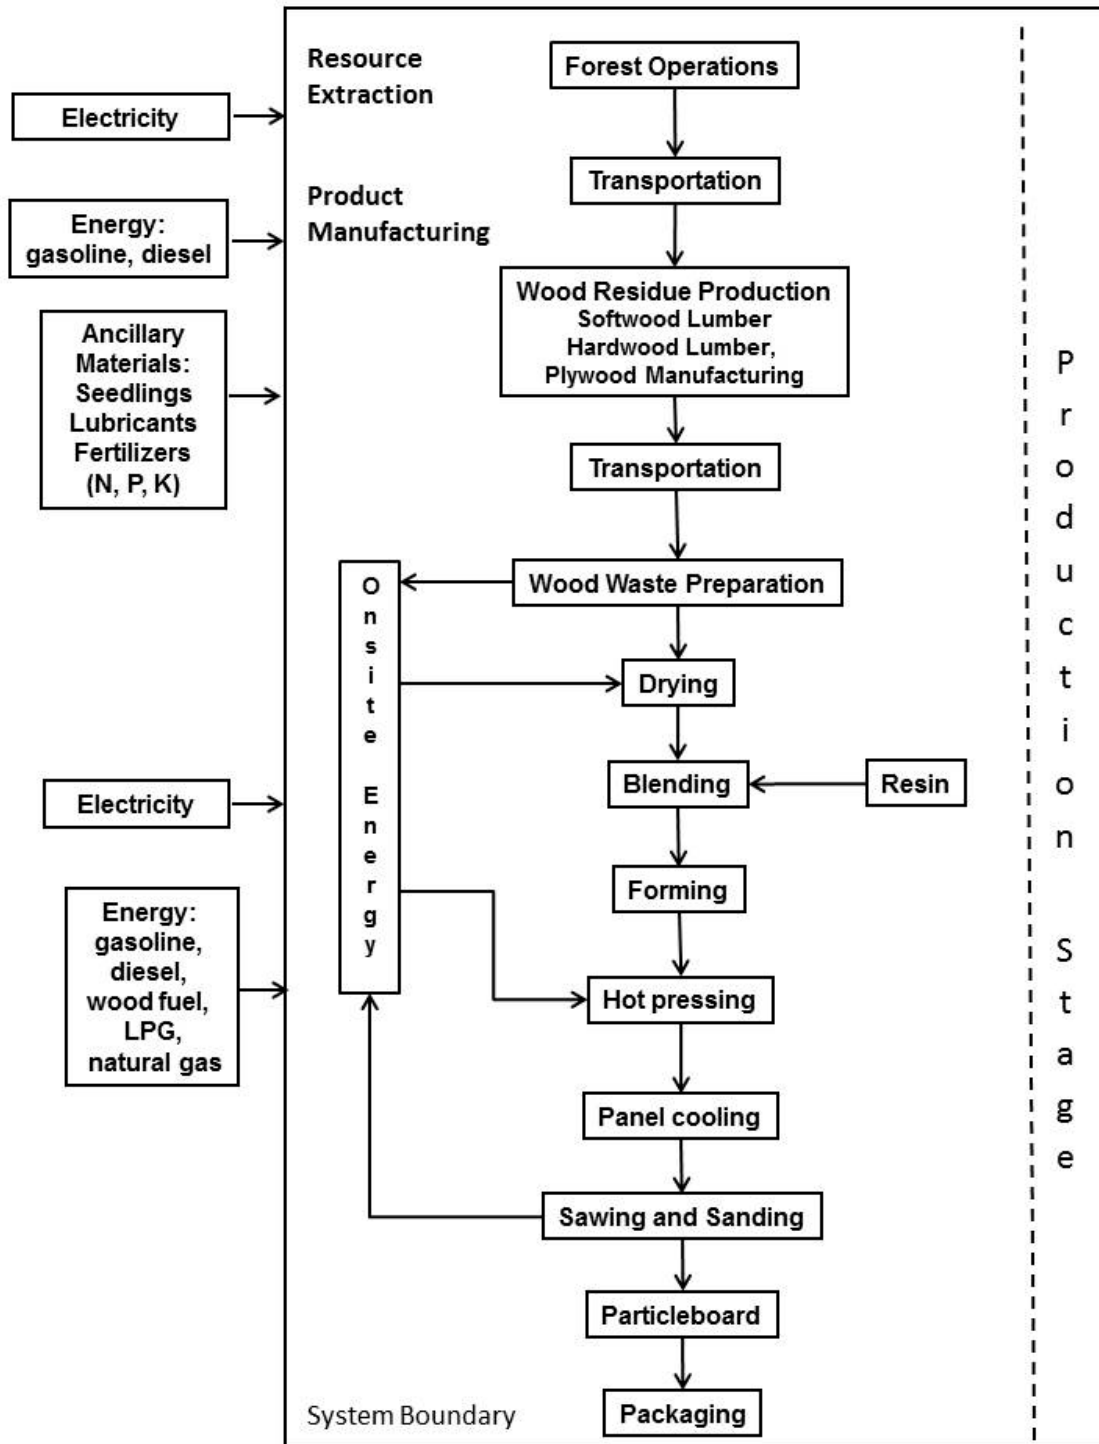 Resource
Extraction
Forest Operations
Electricity
Transportation
Product
Manufacturing
Energy:
gasoline, diesel
Wood Residue Production
Softwood Lumber
Hardwood Lumber,
Plywood Manufacturing
Ancillary
Materials:
Seedlings
Lubricants
Fertilizers
(N, P, K)
Transportation
Wood Waste Preparation
Onsite Energy
Drying
Blending
Resin
Electricity
Forming
Energy:
gasoline,
diesel,
wood fuel,
LPG,
natural gas
Hot pressing
Panel cooling
Sawing and Sanding
Particleboard
Packaging
System Boundary
Production Stage